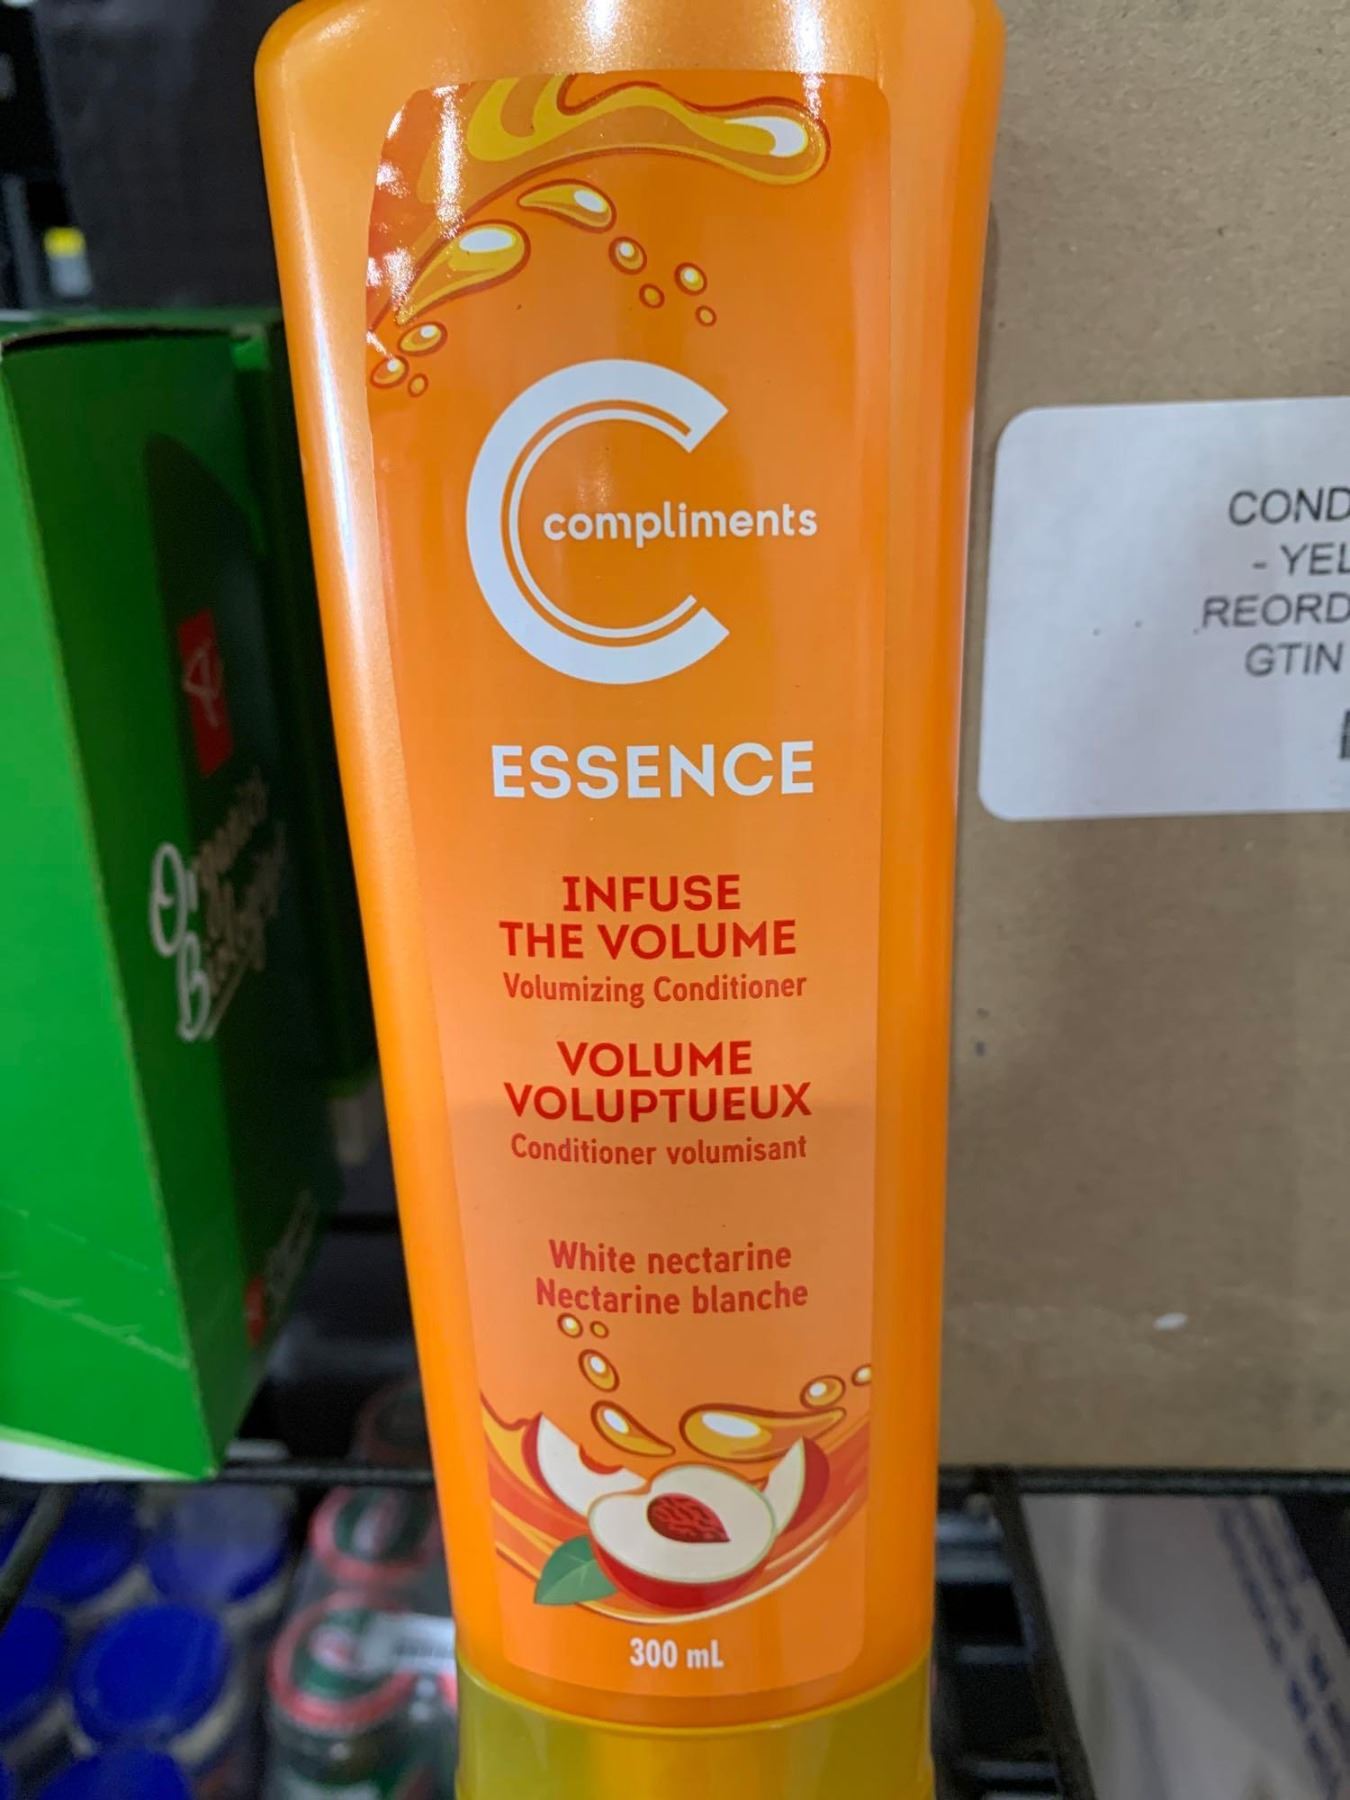 compliments
ESSENCE
INFUSE
THE VOLUME
Volumizing Conditioner
VOLUME
VOLUPTUEUX
Conditioner volumisant
White nectarine
Nectarine blanche
300 mL
COND
- YEL
REORD
GTIN